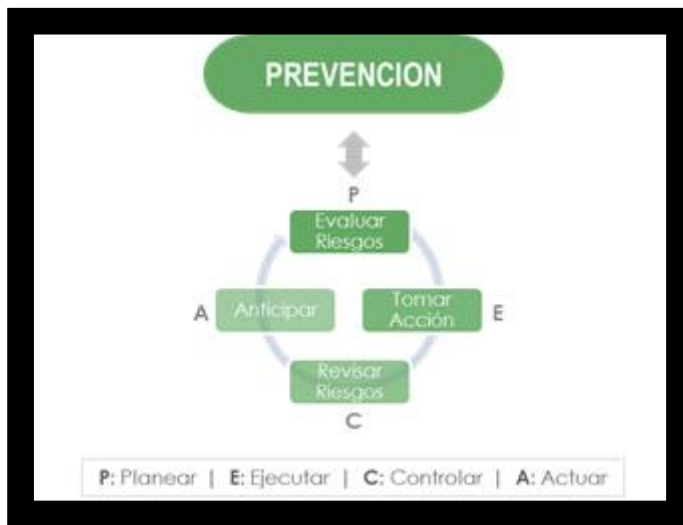 PREVENCION
P
Evaluar
Riesgos
A
Anticipar
Tomar
Acción
E
Revisar
Riesgos
C
P: Planear | E: Ejecutar | C: Controlar | A: Actuar